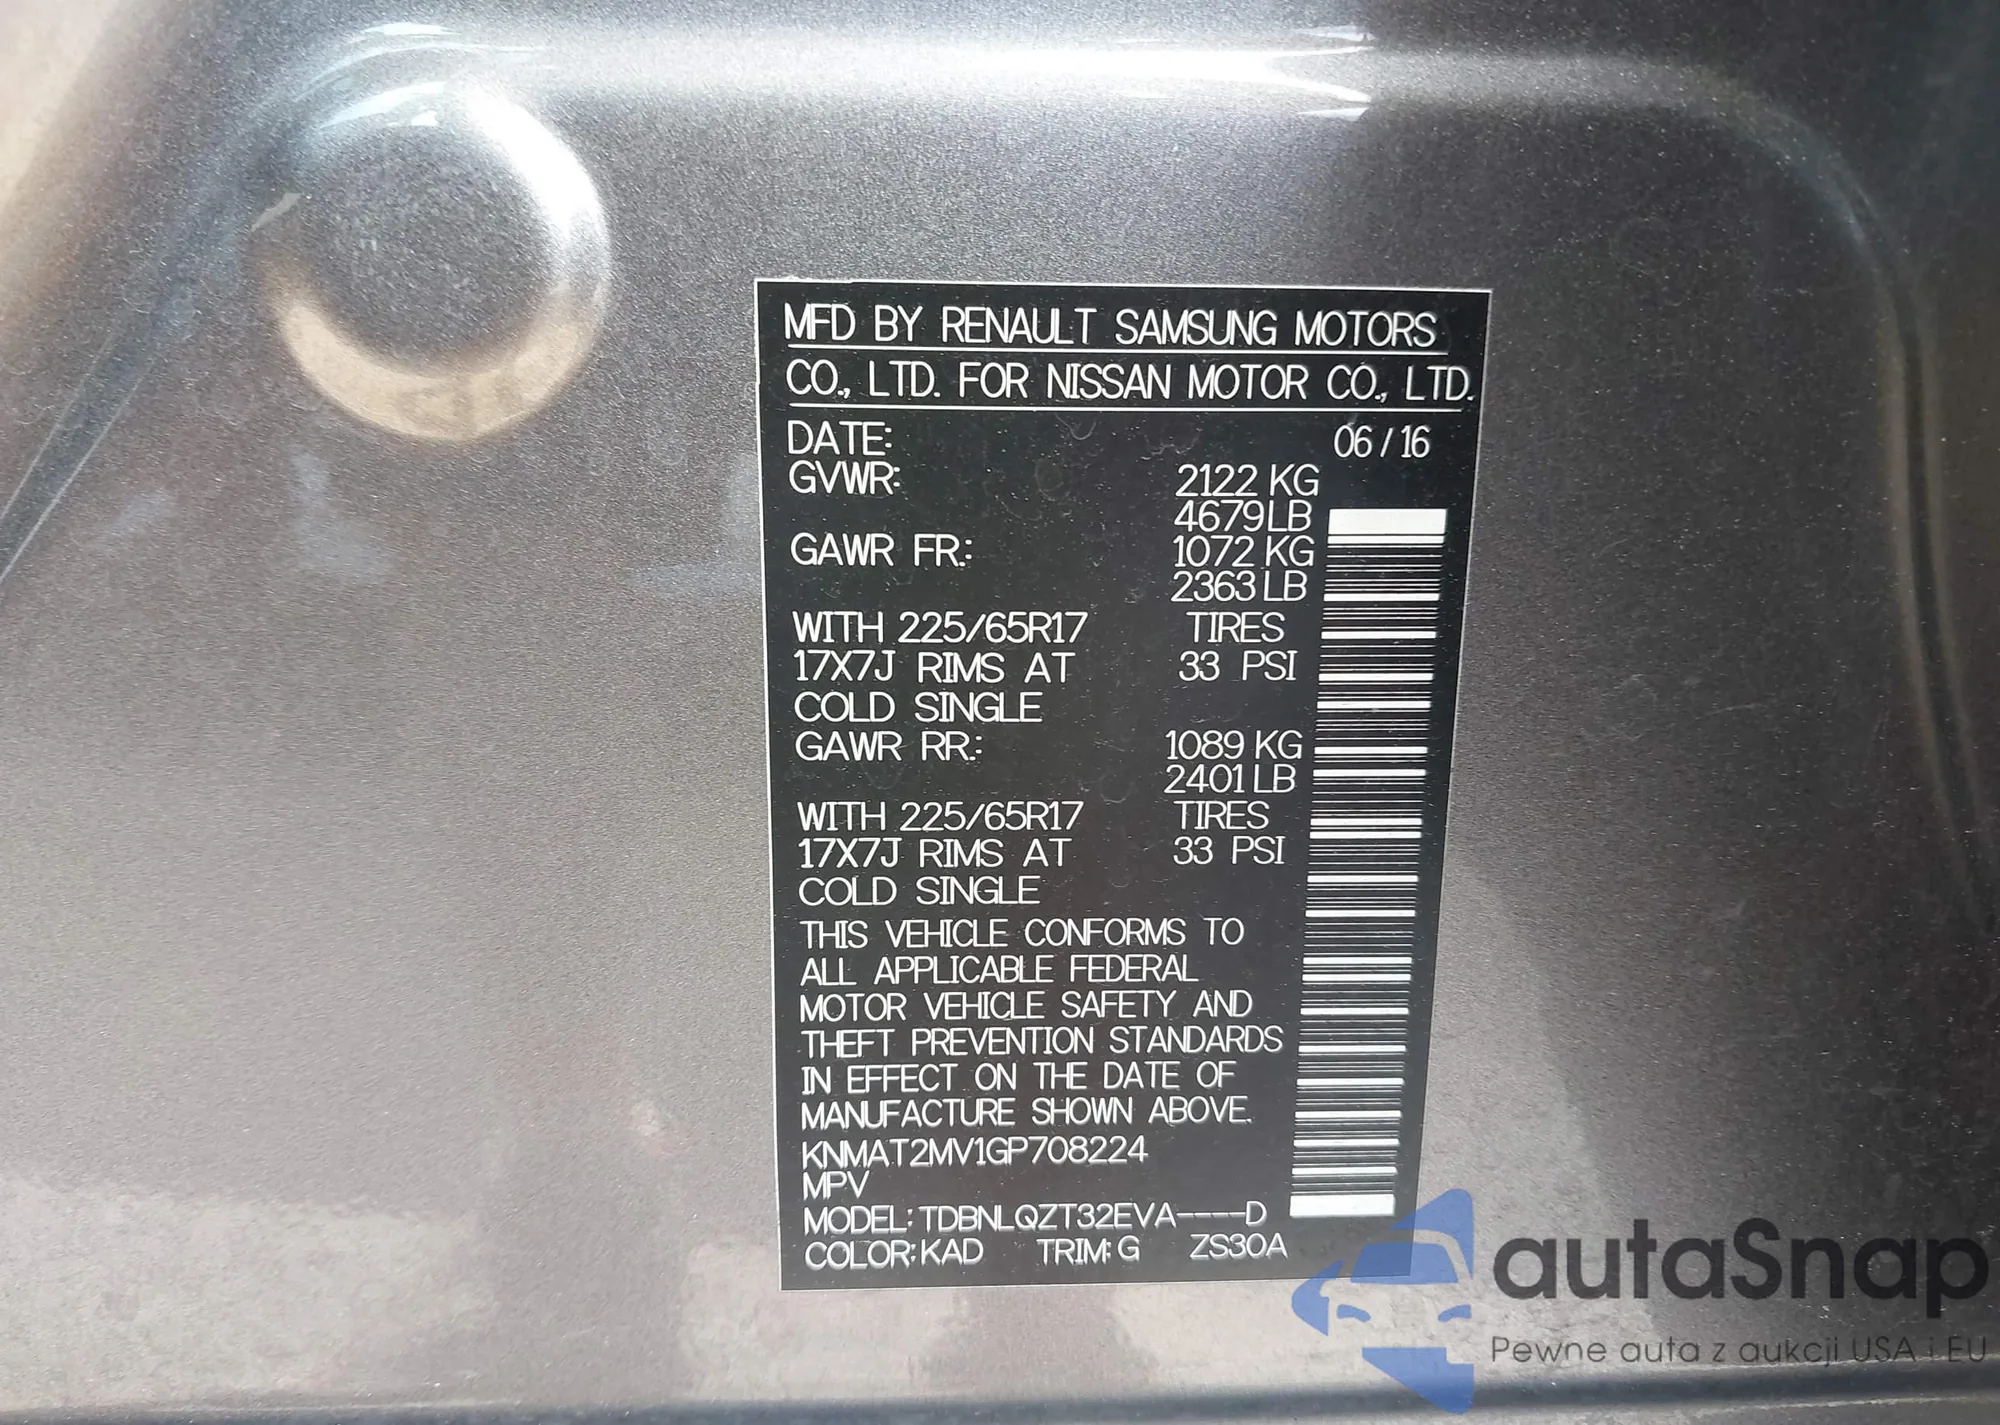 MFD BY RENAULT SAMSUNG MOTORS
CO., LTD. FOR NISSAN MOTOR CO., LTD.
DATE: 06 / 16
GVWR: 2122 KG
4679 LB
GAWR FR.: 1072 KG
2363 LB
WITH 225/65R17 TIRES
17X7J RIMS AT 33 PSI
COLD SINGLE
GAWR RR.: 1089 KG
2401 LB
WITH 225/65R17 TIRES
17X7J RIMS AT 33 PSI
COLD SINGLE
THIS VEHICLE CONFORMS TO
ALL APPLICABLE FEDERAL
MOTOR VEHICLE SAFETY AND
THEFT PREVENTION STANDARDS
IN EFFECT ON THE DATE OF
MANUFACTURE SHOWN ABOVE.
KNMAT2MV1GP708224
MPV
MODEL: TDBNLQZT32EVA----D
COLOR: KAD TRIM: G ZS30A
autaSnap
Pewne auta z aukcji USA i EU